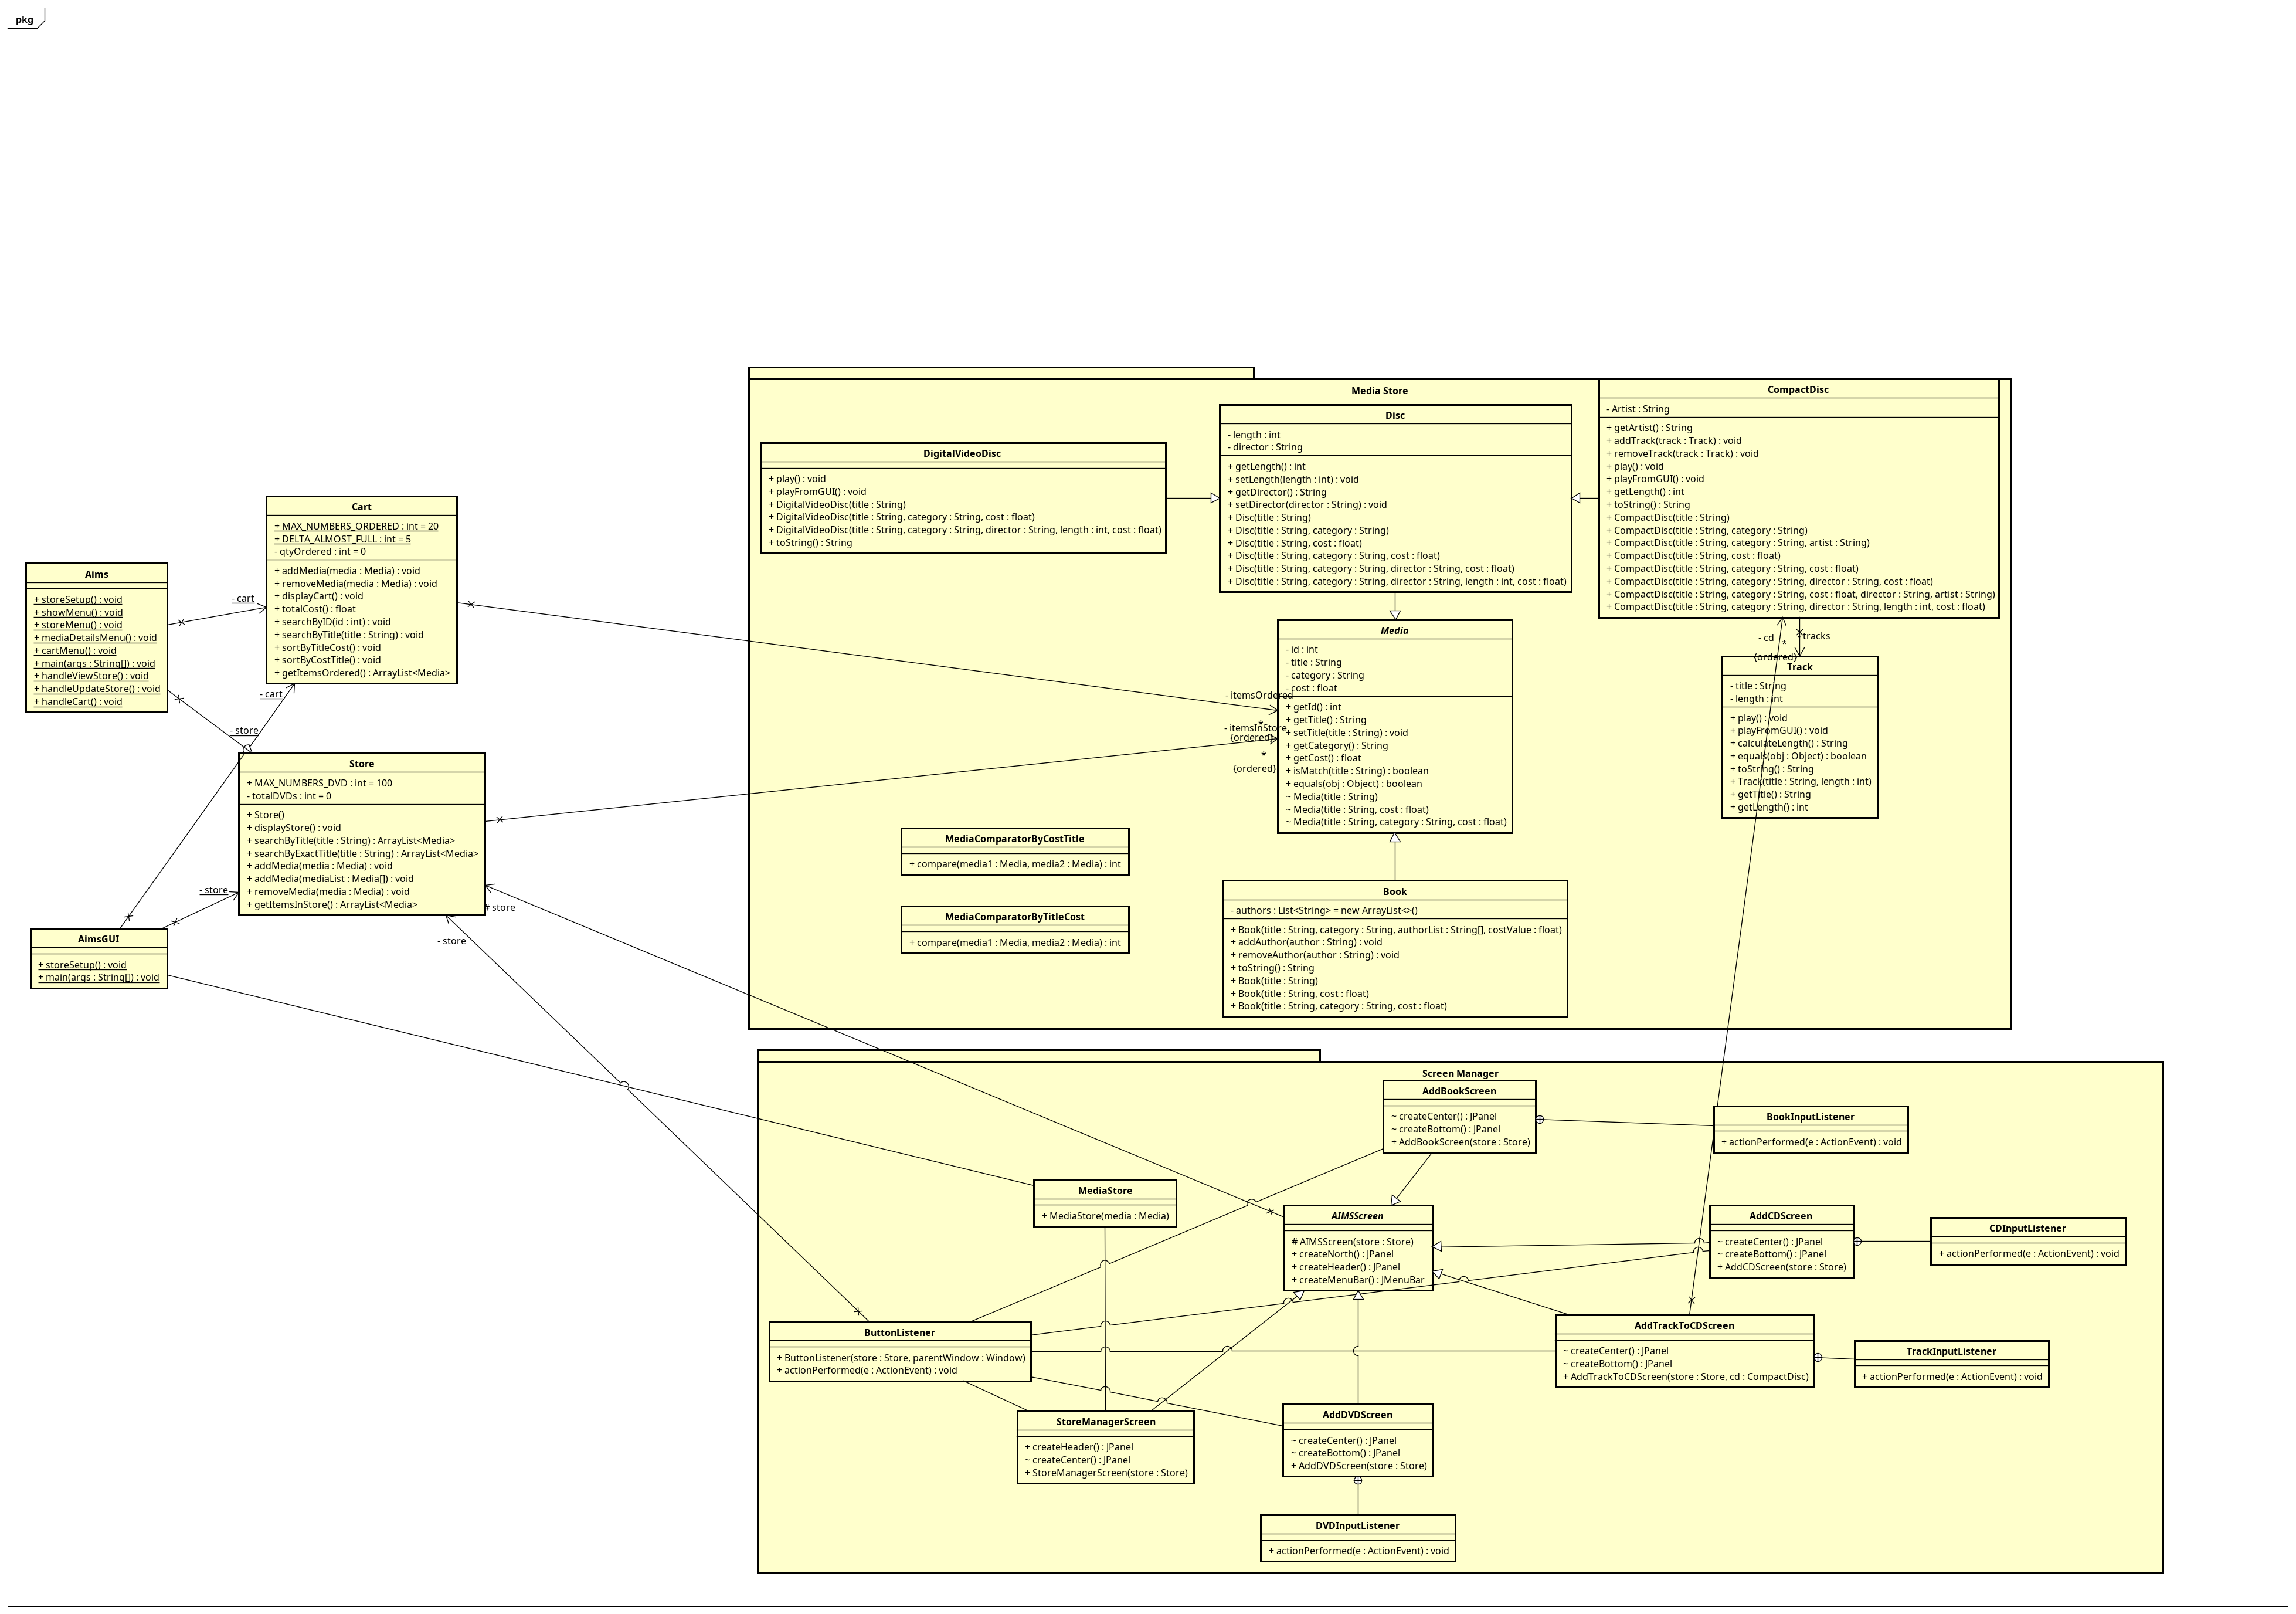 pkg
Media Store
CompactDisc
- Artist : String
+ getArtist() : String
+ addTrack(track : Track) : void
+ removeTrack(track : Track) : void
+ play() : void
+ playFromGUI() : void
+ getLength() : int
+ toString() : String
+ CompactDisc(title : String)
+ CompactDisc(title : String, category : String)
+ CompactDisc(title : String, category : String, artist : String)
+ CompactDisc(title : String, cost : float)
+ CompactDisc(title : String, category : String, cost : float)
+ CompactDisc(title : String, category : String, director : String, cost : float)
+ CompactDisc(title : String, category : String, cost : float, director : String, artist : String)
+ CompactDisc(title : String, category : String, director : String, length : int, cost : float)
Disc
- length : int
- director : String
+ getLength() : int
+ setLength(length : int) : void
+ getDirector() : String
+ setDirector(director : String) : void
+ Disc(title : String)
+ Disc(title : String, category : String)
+ Disc(title : String, cost : float)
+ Disc(title : String, category : String, cost : float)
+ Disc(title : String, category : String, director : String, cost : float)
+ Disc(title : String, category : String, director : String, length : int, cost : float)
DigitalVideoDisc
+ play() : void
+ playFromGUI() : void
+ DigitalVideoDisc(title : String)
+ DigitalVideoDisc(title : String, category : String, cost : float)
+ DigitalVideoDisc(title : String, category : String, director : String, length : int, cost : float)
+ toString() : String
Cart
+ MAX_NUMBERS_ORDERED : int = 20
+ DELTA_ALMOST_FULL : int = 5
- qtyOrdered : int = 0
+ addMedia(media : Media) : void
+ removeMedia(media : Media) : void
+ displayCart() : void
+ totalCost() : float
+ searchByID(id : int) : void
+ searchByTitle(title : String) : void
+ sortByTitleCost() : void
+ sortByCostTitle() : void
+ getItemsOrdered() : ArrayList<Media>
Aims
+ storeSetup() : void
+ showMenu() : void
+ storeMenu() : void
+ mediaDetailsMenu() : void
+ cartMenu() : void
+ main(args : String[]) : void
+ handleViewStore() : void
+ handleUpdateStore() : void
+ handleCart() : void
- cart
- cart
- store
Media
- id : int
- title : String
- category : String
- cost : float
+ getId() : int
+ getTitle() : String
+ setTitle(title : String) : void
+ getCategory() : String
+ getCost() : float
+ isMatch(title : String) : boolean
+ equals(obj : Object) : boolean
~ Media(title : String)
~ Media(title : String, cost : float)
~ Media(title : String, category : String, cost : float)
- itemsOrdered
*
{ordered}
- itemsInStore
*
{ordered}
- cd
- tracks
*
{ordered}
Track
- title : String
- length : int
+ play() : void
+ playFromGUI() : void
+ calculateLength() : String
+ equals(obj : Object) : boolean
+ toString() : String
+ Track(title : String, length : int)
+ getTitle() : String
+ getLength() : int
Store
+ MAX_NUMBERS_DVD : int = 100
- totalDVDs : int = 0
+ Store()
+ displayStore() : void
+ searchByTitle(title : String) : ArrayList<Media>
+ searchByExactTitle(title : String) : ArrayList<Media>
+ addMedia(media : Media) : void
+ addMedia(mediaList : Media[]) : void
+ removeMedia(media : Media) : void
+ getItemsInStore() : ArrayList<Media>
- store
# store
- store
AimsGUI
+ storeSetup() : void
+ main(args : String[]) : void
MediaComparatorByCostTitle
+ compare(media1 : Media, media2 : Media) : int
MediaComparatorByTitleCost
+ compare(media1 : Media, media2 : Media) : int
Book
- authors : List<String> = new ArrayList<>()
+ Book(title : String, category : String, authorList : String[], costValue : float)
+ addAuthor(author : String) : void
+ removeAuthor(author : String) : void
+ toString() : String
+ Book(title : String)
+ Book(title : String, cost : float)
+ Book(title : String, category : String, cost : float)
Screen Manager
AddBookScreen
~ createCenter() : JPanel
~ createBottom() : JPanel
+ AddBookScreen(store : Store)
BookInputListener
+ actionPerformed(e : ActionEvent) : void
MediaStore
+ MediaStore(media : Media)
AIMSScreen
# AIMSScreen(store : Store)
+ createNorth() : JPanel
+ createHeader() : JPanel
+ createMenuBar() : JMenuBar
AddCDScreen
~ createCenter() : JPanel
~ createBottom() : JPanel
+ AddCDScreen(store : Store)
CDInputListener
+ actionPerformed(e : ActionEvent) : void
ButtonListener
+ ButtonListener(store : Store, parentWindow : Window)
+ actionPerformed(e : ActionEvent) : void
AddTrackToCDScreen
~ createCenter() : JPanel
~ createBottom() : JPanel
+ AddTrackToCDScreen(store : Store, cd : CompactDisc)
TrackInputListener
+ actionPerformed(e : ActionEvent) : void
StoreManagerScreen
+ createHeader() : JPanel
~ createCenter() : JPanel
+ StoreManagerScreen(store : Store)
AddDVDScreen
~ createCenter() : JPanel
~ createBottom() : JPanel
+ AddDVDScreen(store : Store)
DVDInputListener
+ actionPerformed(e : ActionEvent) : void